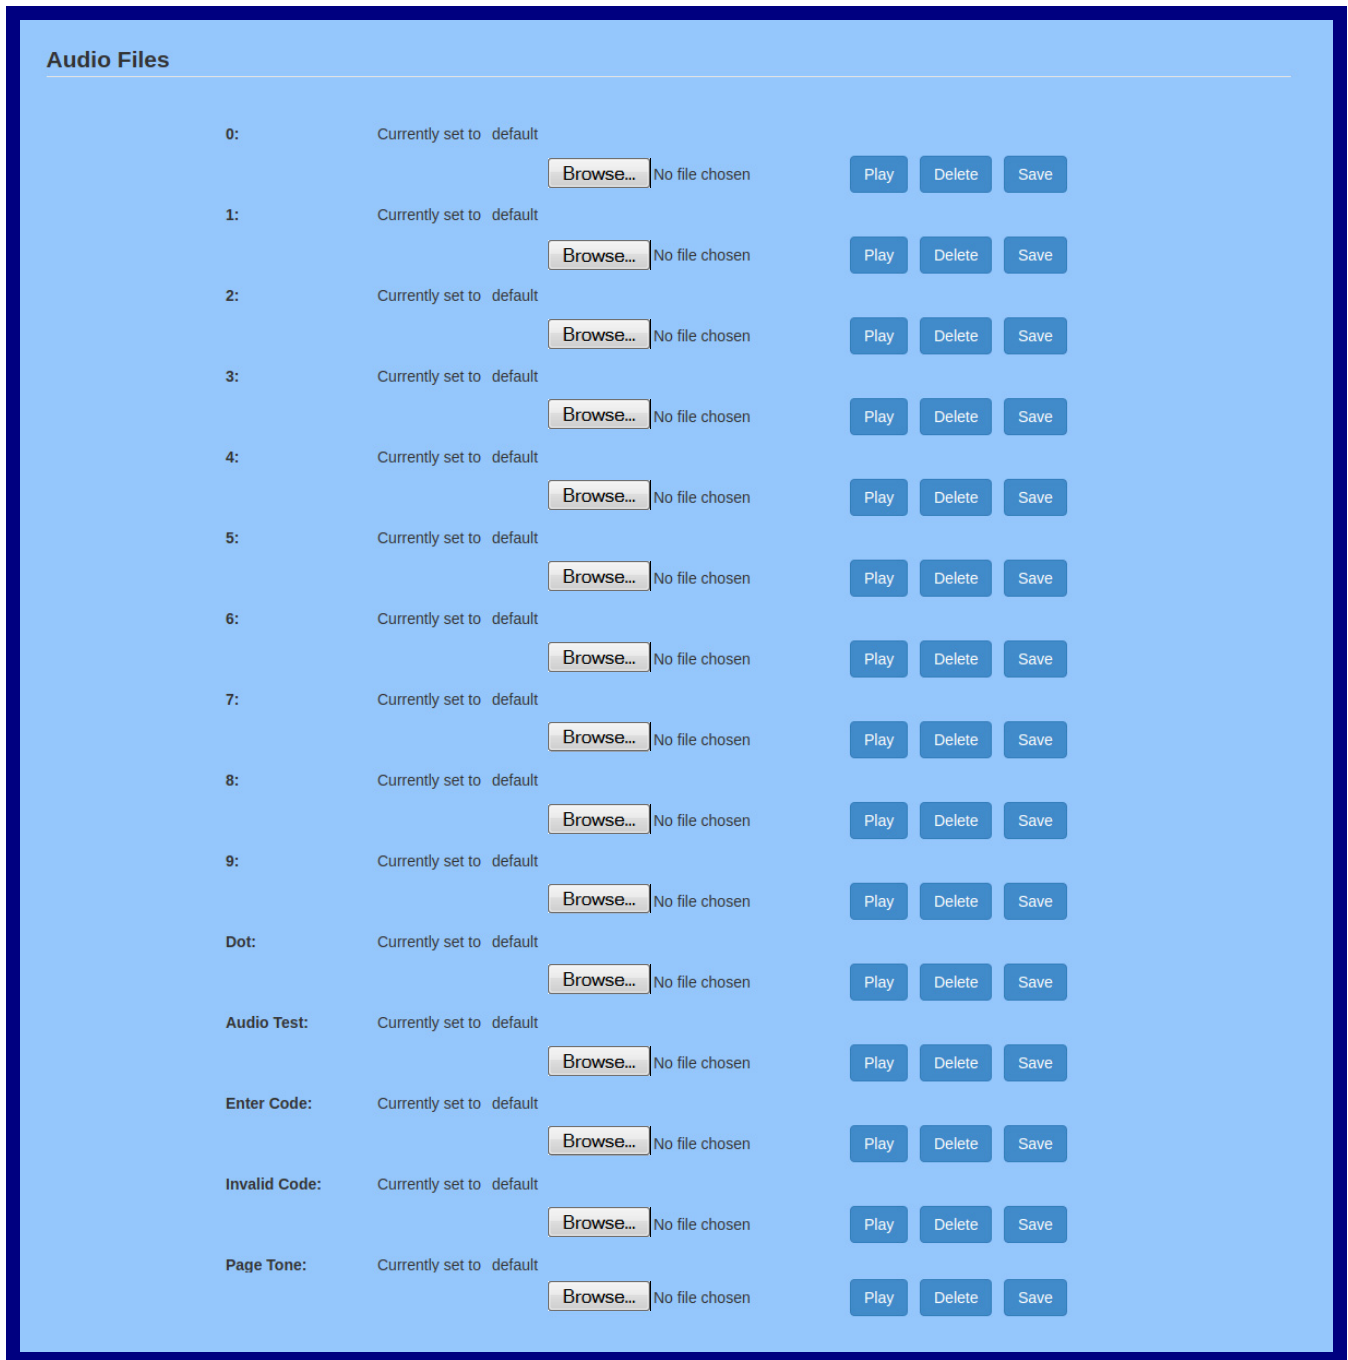 Audio Files
0: Currently set to default
Browse... No file chosen Play Delete Save
1: Currently set to default
Browse... No file chosen Play Delete Save
2: Currently set to default
Browse... No file chosen Play Delete Save
3: Currently set to default
Browse... No file chosen Play Delete Save
4: Currently set to default
Browse... No file chosen Play Delete Save
5: Currently set to default
Browse... No file chosen Play Delete Save
6: Currently set to default
Browse... No file chosen Play Delete Save
7: Currently set to default
Browse... No file chosen Play Delete Save
8: Currently set to default
Browse... No file chosen Play Delete Save
9: Currently set to default
Browse... No file chosen Play Delete Save
Dot: Currently set to default
Browse... No file chosen Play Delete Save
Audio Test: Currently set to default
Browse... No file chosen Play Delete Save
Enter Code: Currently set to default
Browse... No file chosen Play Delete Save
Invalid Code: Currently set to default
Browse... No file chosen Play Delete Save
Page Tone: Currently set to default
Browse... No file chosen Play Delete Save